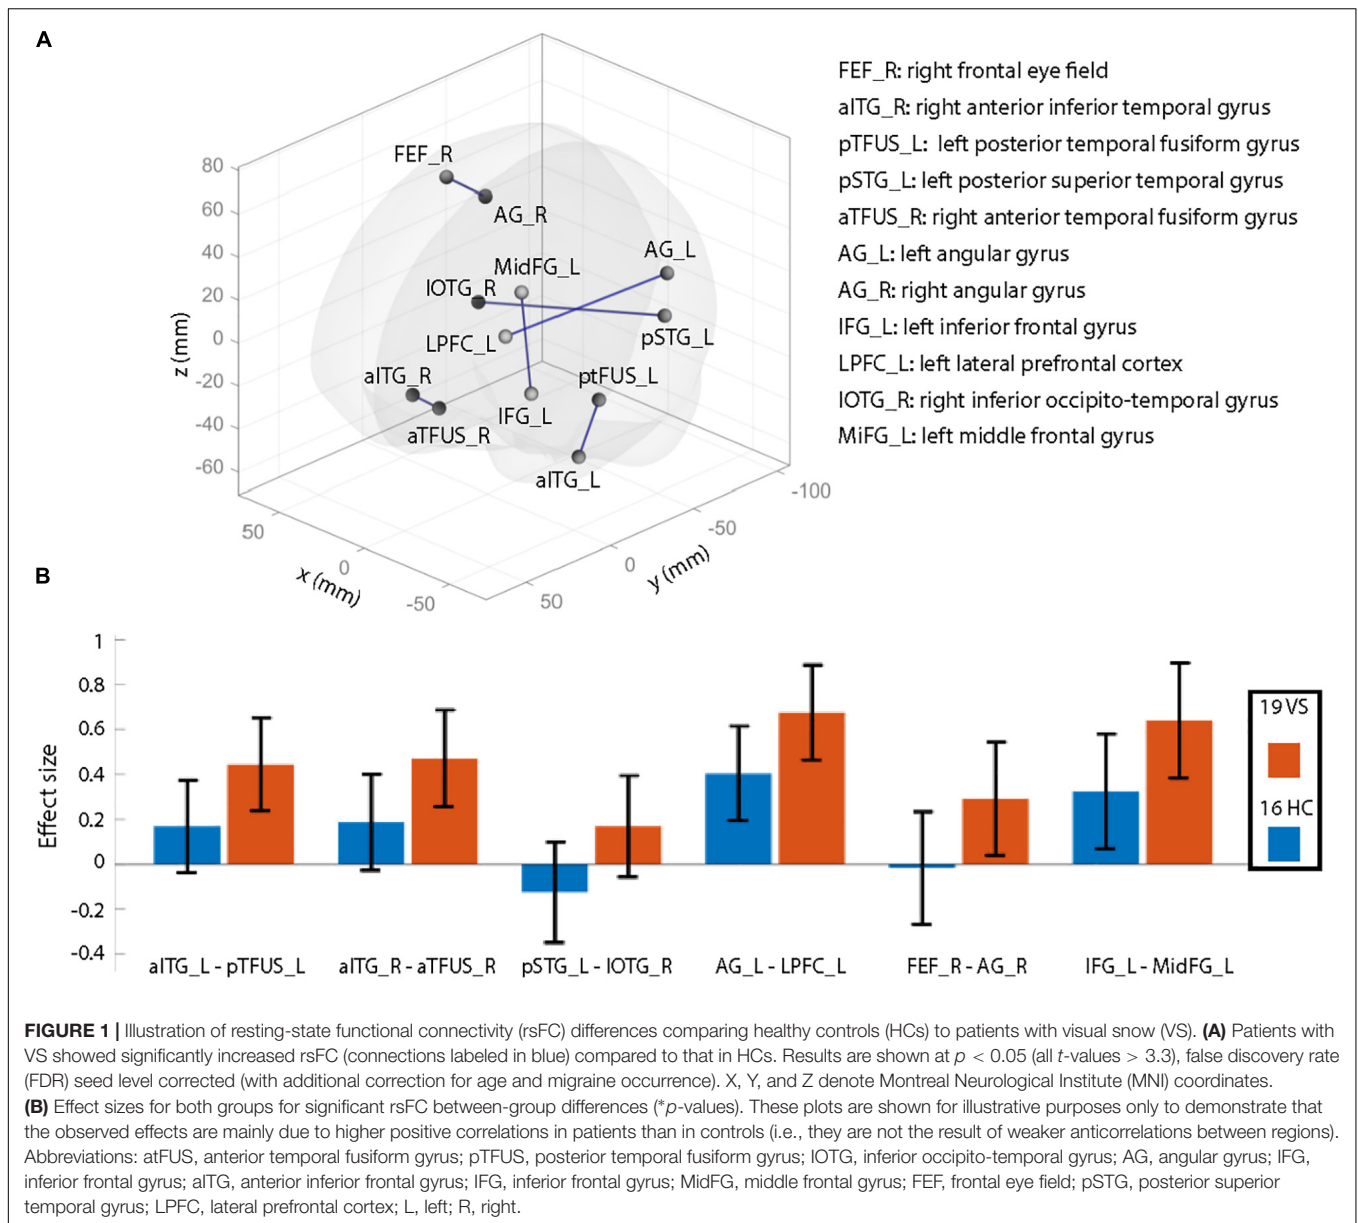 A
FEF_R: right frontal eye field
aITG_R: right anterior inferior temporal gyrus
pTFUS_L: left posterior temporal fusiform gyrus
pSTG_L: left posterior superior temporal gyrus
aTFUS_R: right anterior temporal fusiform gyrus
AG_L: left angular gyrus
AG_R: right angular gyrus
IFG_L: left inferior frontal gyrus
LPFC_L: left lateral prefrontal cortex
IOTG_R: right inferior occipito-temporal gyrus
MiFG_L: left middle frontal gyrus
80
60
40
20
0
-20
-40
-60
z (mm)
FEF_R
AG_R
AG_L
MidFG_L
IOTG_R
LPFC_L
pSTG_L
aITG_R
ptFUS_L
IFG_L
aTFUS_R
aITG_L
50
0
-50
x (mm)
50
0
-50
-100
y (mm)
B
1
0.8
0.6
0.4
0.2
0
-0.2
-0.4
Effect size
19 VS
16 HC
aITG_L - pTFUS_L
aITG_R - aTFUS_R
pSTG_L - IOTG_R
AG_L - LPFC_L
FEF_R - AG_R
IFG_L - MidFG_L
FIGURE 1 | Illustration of resting-state functional connectivity (rsFC) differences comparing healthy controls (HCs) to patients with visual snow (VS). (A) Patients with
VS showed significantly increased rsFC (connections labeled in blue) compared to that in HCs. Results are shown at p < 0.05 (all t-values > 3.3), false discovery rate
(FDR) seed level corrected (with additional correction for age and migraine occurrence). X, Y, and Z denote Montreal Neurological Institute (MNI) coordinates.
(B) Effect sizes for both groups for significant rsFC between-group differences (*p-values). These plots are shown for illustrative purposes only to demonstrate that
the observed effects are mainly due to higher positive correlations in patients than in controls (i.e., they are not the result of weaker anticorrelations between regions).
Abbreviations: atFUS, anterior temporal fusiform gyrus; pTFUS, posterior temporal fusiform gyrus; IOTG, inferior occipito-temporal gyrus; AG, angular gyrus; IFG,
inferior frontal gyrus; aITG, anterior inferior frontal gyrus; IFG, inferior frontal gyrus; MidFG, middle frontal gyrus; FEF, frontal eye field; pSTG, posterior superior
temporal gyrus; LPFC, lateral prefrontal cortex; L, left; R, right.